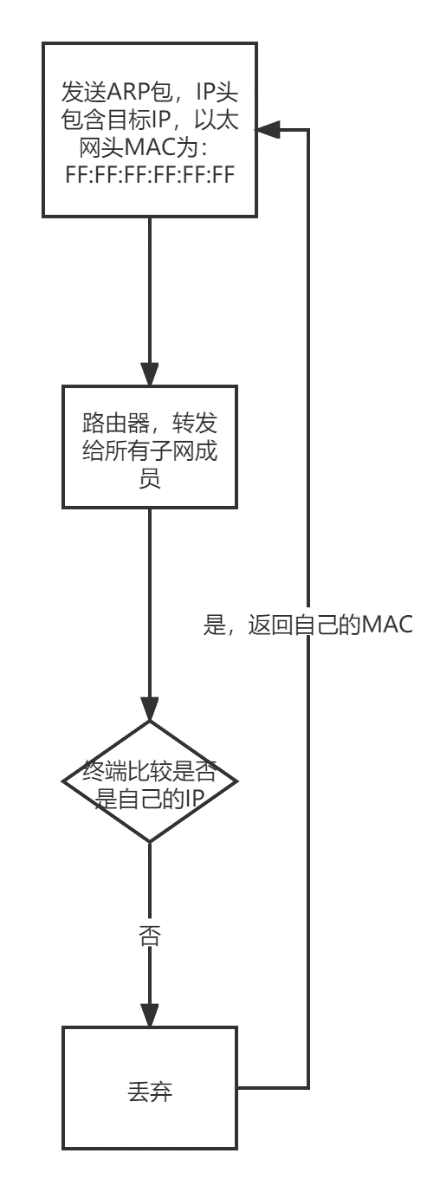 发送ARP包，IP头
包含目标IP，以太
网头MAC为：
FF:FF:FF:FF:FF:FF
路由器，转发
给所有子网成
员
是，返回自己的MAC
终端比较是否
是自己的IP
否
丢弃